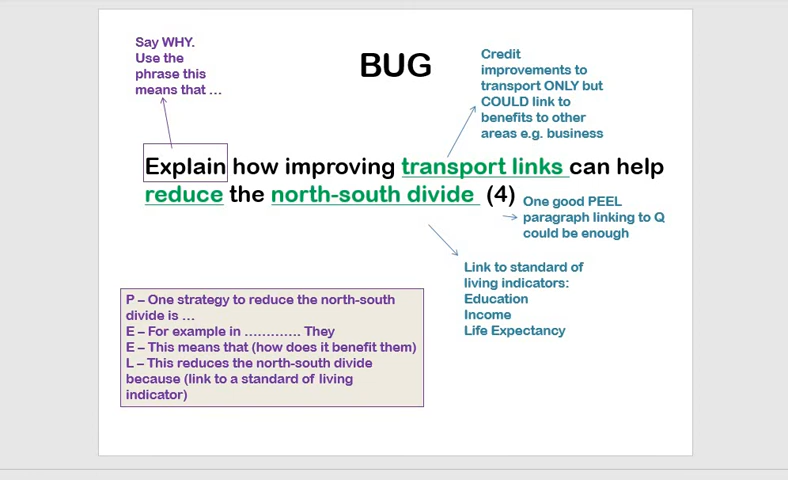 Say WHY.
Use the
phrase this
means that ...
BUG
Credit
improvements to
transport ONLY but
COULD link to
benefits to other
areas e.g. business
Explain how improving transport links can help
reduce the north-south divide (4)
One good PEEL
paragraph linking to Q
could be enough
Link to standard of
living indicators:
Education
Income
Life Expectancy
P – One strategy to reduce the north-south
divide is ...
E – For example in ............. They
E – This means that (how does it benefit them)
L – This reduces the north-south divide
because (link to a standard of living
indicator)